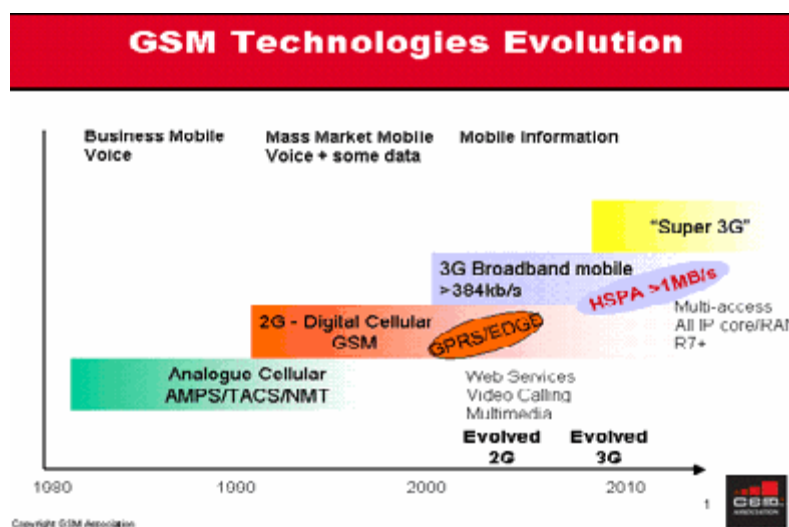 GSM Technologies Evolution
Business Mobile
Voice
Mass Market Mobile
Voice + some data
Mobile Information
"Super 3G"
3G Broadband mobile
>384kb/s
HSPA >1MB/s
Multi-access
All IP core/RAN
R7+
2G - Digital Cellular
GSM
GPRS/EDGE
Analogue Cellular
AMPS/TACS/NMT
Web Services
Video Calling
Multimedia
Evolved
2G
Evolved
3G
1980
1990
2000
2010
1
GSM
ASSOCIATION
Copyright GSM Association